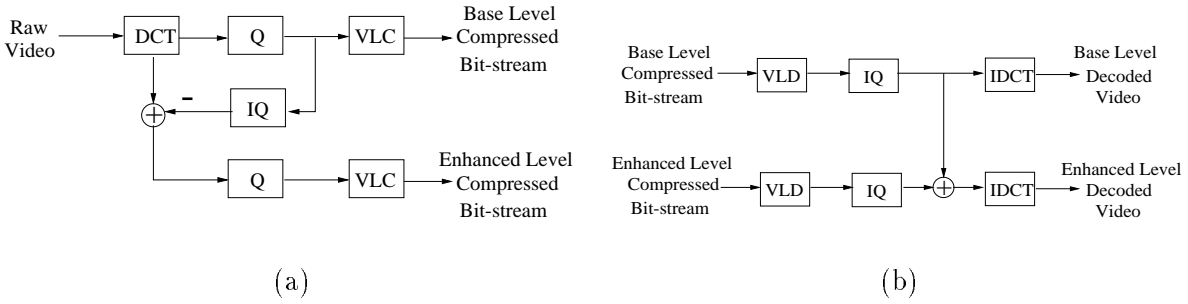 Raw
Video
DCT
Q
VLC
Base Level
Compressed
Bit-stream
−
+
IQ
Q
VLC
Enhanced Level
Compressed
Bit-stream
(a)
Base Level
Compressed
Bit-stream
VLD
IQ
IDCT
Base Level
Decoded
Video
Enhanced Level
Compressed
Bit-stream
VLD
IQ
+
IDCT
Enhanced Level
Decoded
Video
(b)